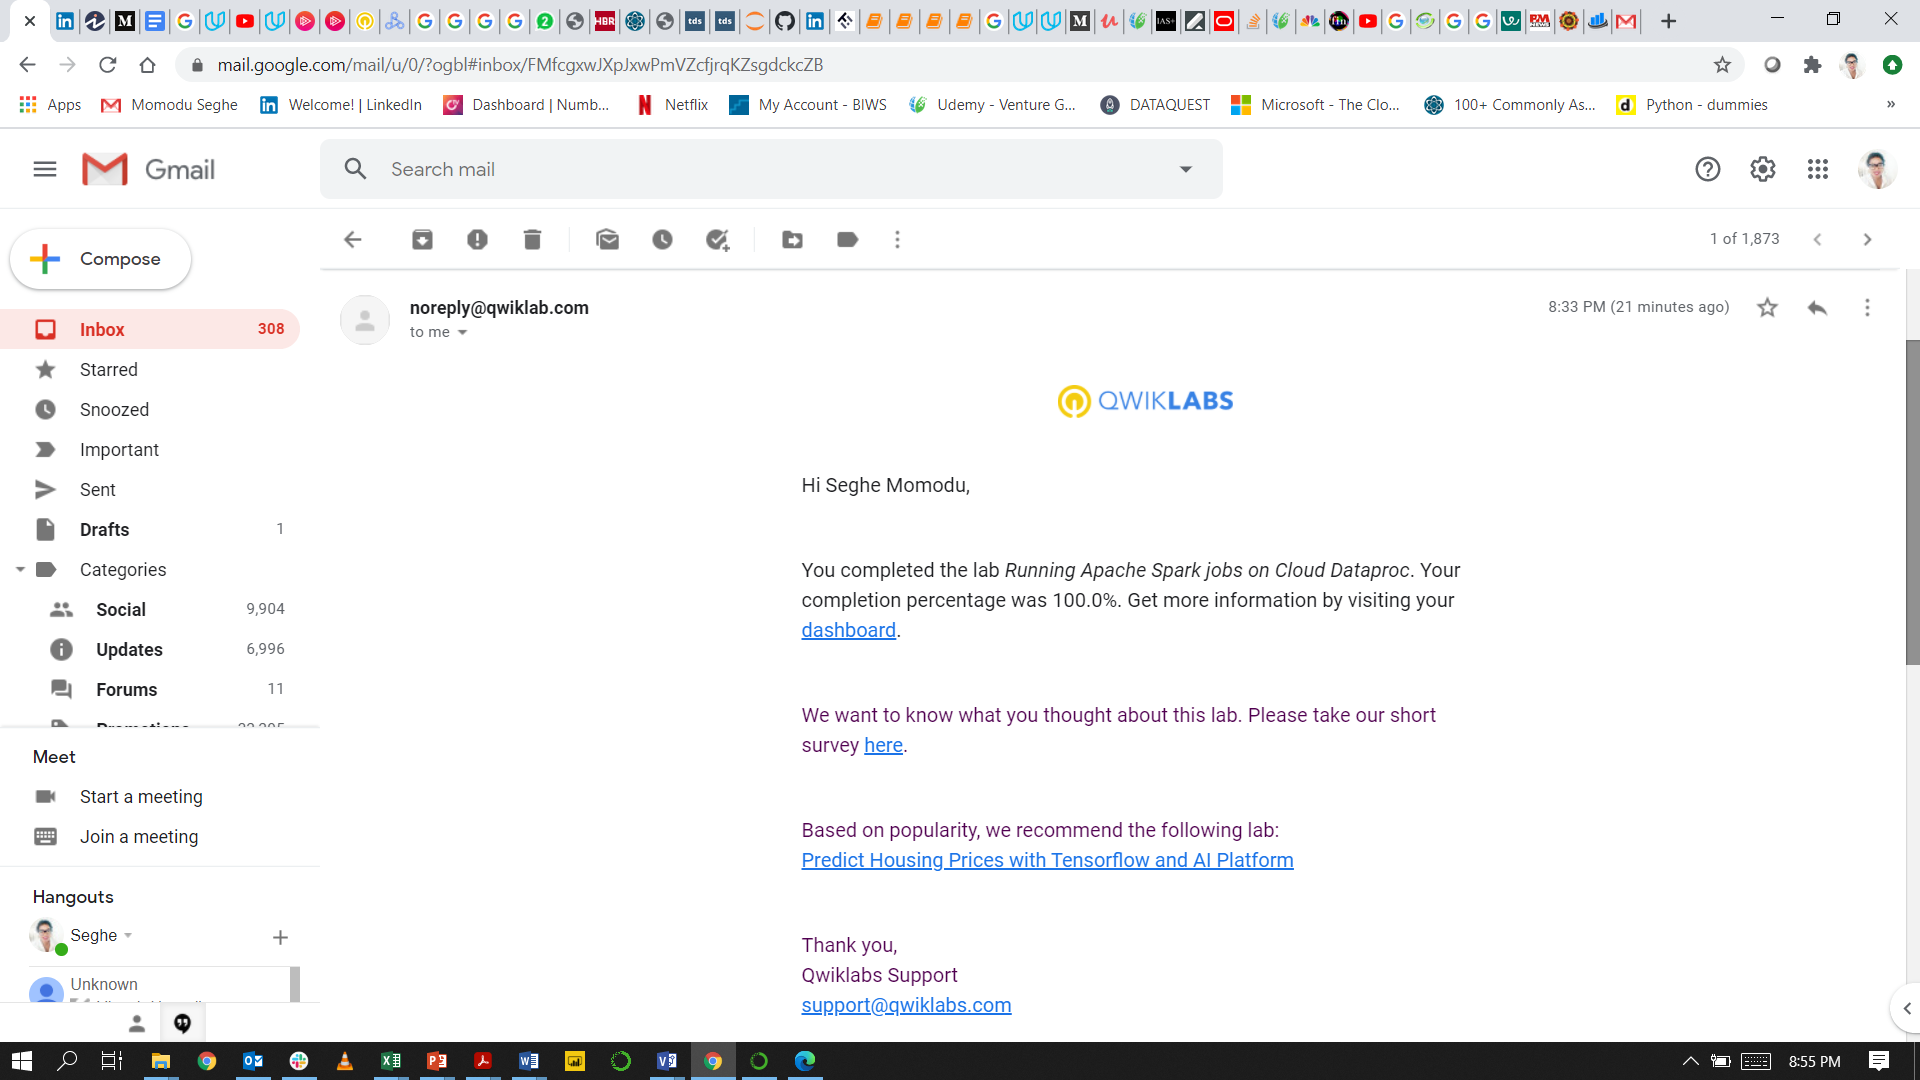 mail.google.com/mail/u/0/?ogbl#inbox/FMfcgxwJXpJxwPmVZcfjrqKZsgdckcZB
Apps Momodu Seghe Welcome! | LinkedIn Dashboard | Numb... Netflix My Account - BIWS Udemy - Venture G... DATAQUEST Microsoft - The Clo... 100+ Commonly As... Python - dummies »
Gmail
Search mail
Compose
1 of 1,873
Inbox 308
Starred
Snoozed
Important
Sent
Drafts 1
Categories
Social 9,904
Updates 6,996
Forums 11
Meet
Start a meeting
Join a meeting
Hangouts
Seghe
Unknown
noreply@qwiklab.com
8:33 PM (21 minutes ago)
to me
QWIKLABS
Hi Seghe Momodu,
You completed the lab Running Apache Spark jobs on Cloud Dataproc. Your
completion percentage was 100.0%. Get more information by visiting your
dashboard.
We want to know what you thought about this lab. Please take our short
survey here.
Based on popularity, we recommend the following lab:
Predict Housing Prices with Tensorflow and AI Platform
Thank you,
Qwiklabs Support
support@qwiklabs.com
8:55 PM